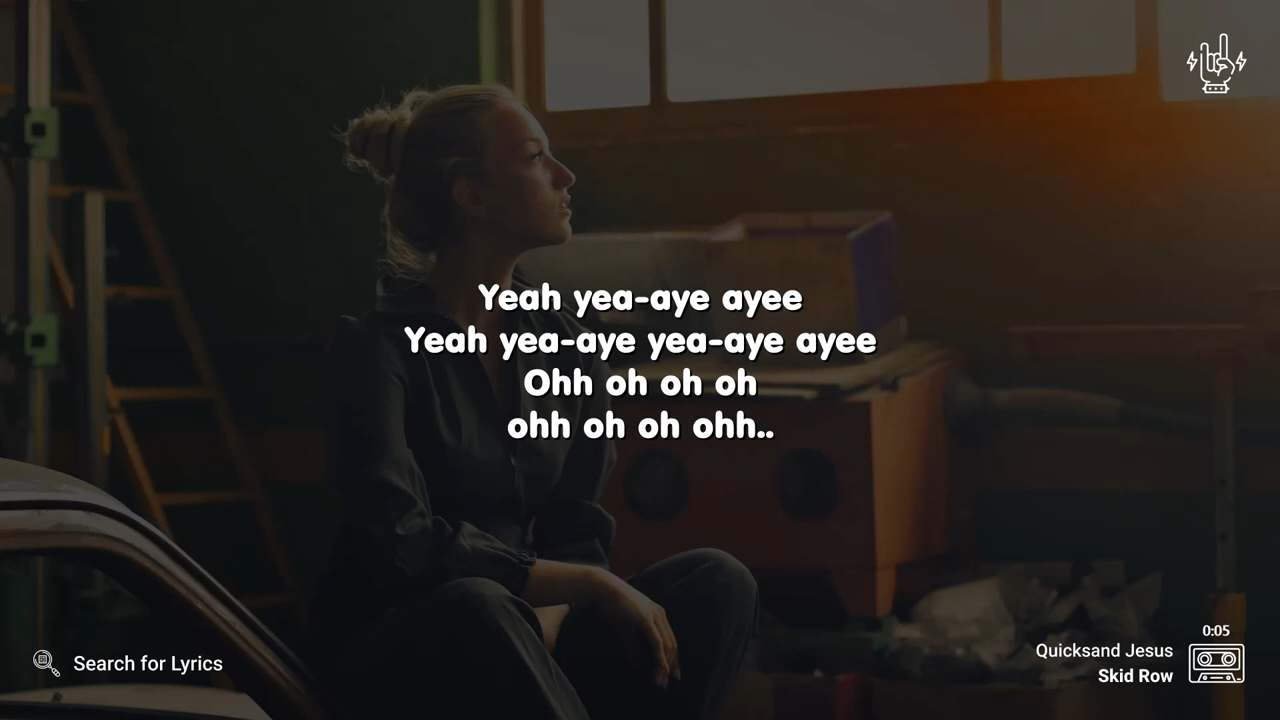 Yeah yea-aye ayee
Yeah yea-aye yea-aye ayee
Ohh oh oh oh
ohh oh oh ohh..
Search for Lyrics
0:05
Quicksand Jesus
Skid Row